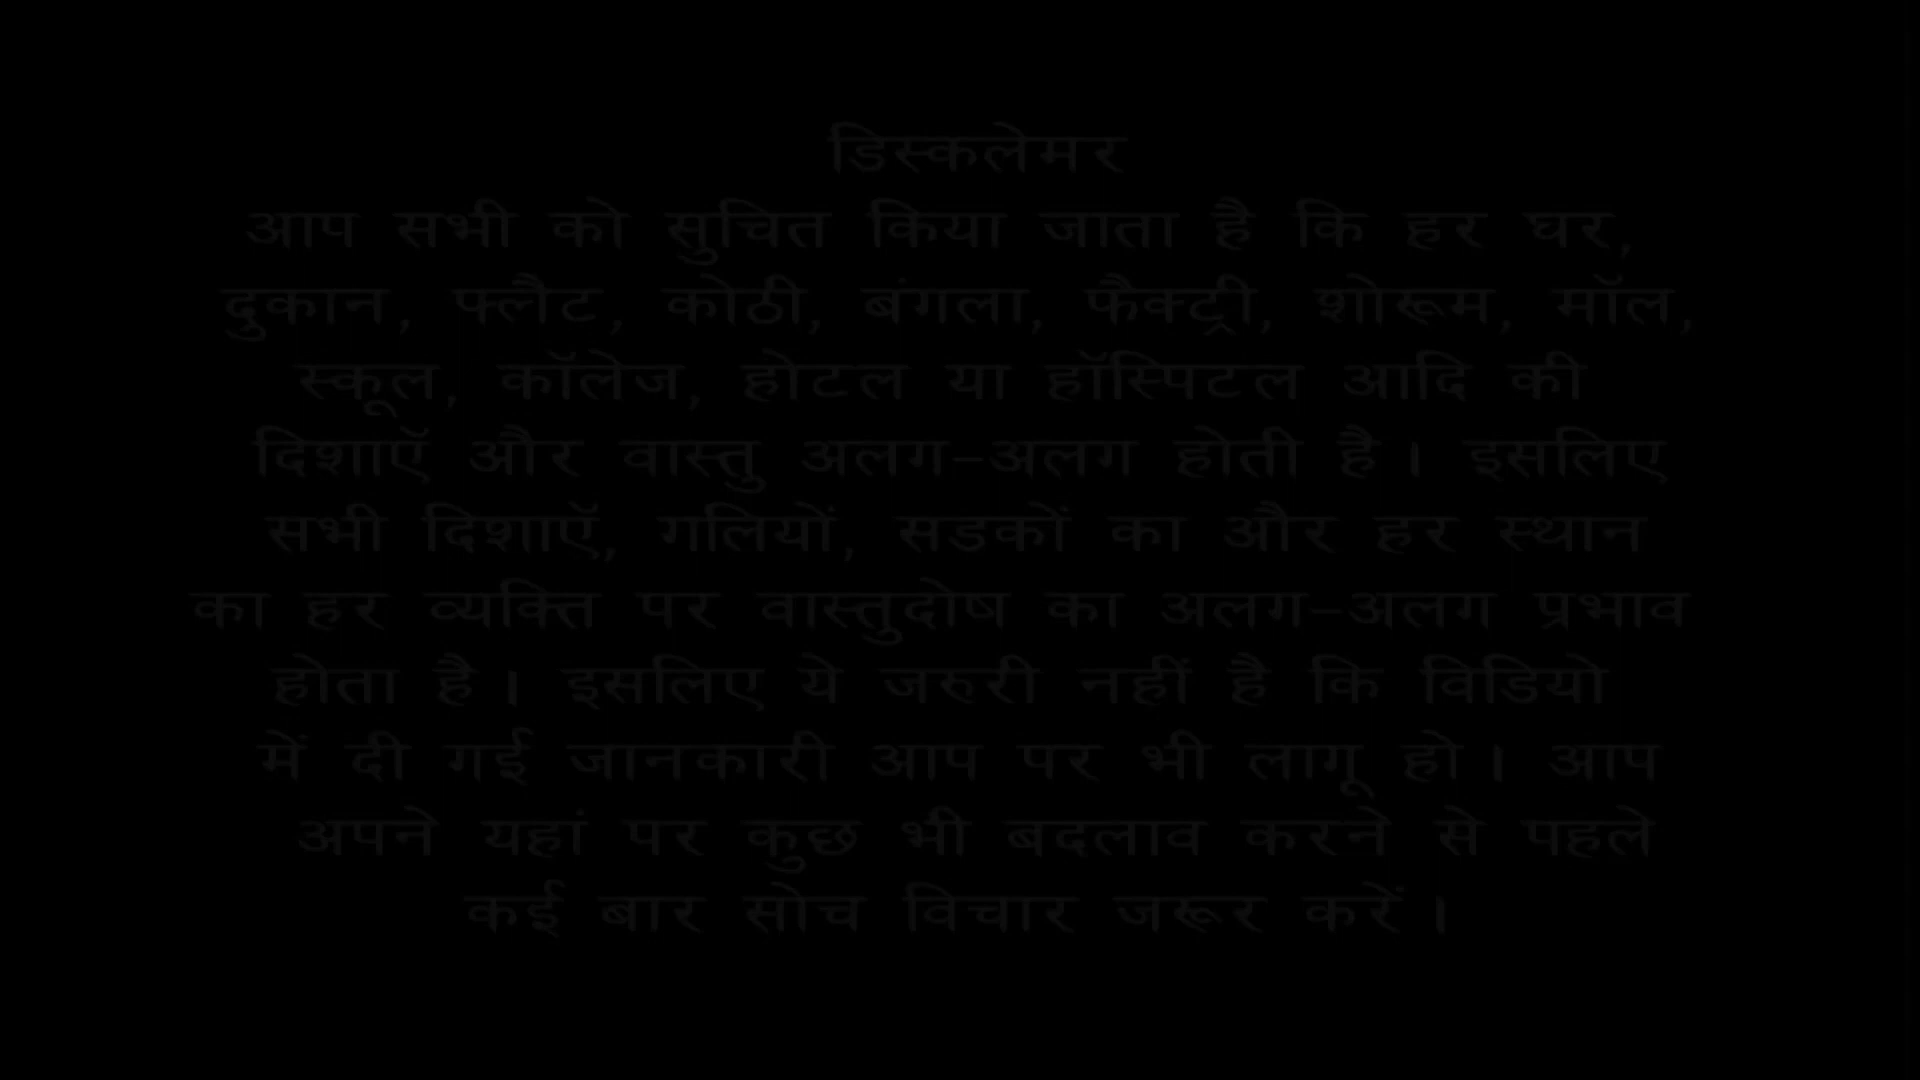 डिस्कलेमर
आप सभी को सुचित किया जाता है कि हर घर,
दुकान, फ्लैट, कोठी, बंगला, फैक्ट्री, शोरूम, मॉल,
स्कूल, कॉलेज, होटल या हॉस्पिटल आदि की
दिशाऍ और वास्तु अलग–अलग होती है। इसलिए
सभी दिशाऍ, गलियों, सडकों का और हर स्थान
का हर व्यक्ति पर वास्तुदोष का अलग–अलग प्रभाव
होता है। इसलिए ये जरुरी नहीं है कि विडियो
में दी गई जानकारी आप पर भी लागू हो। आप
अपने यहां पर कुछ भी बदलाव करने से पहले
कई बार सोच विचार जरूर करें।